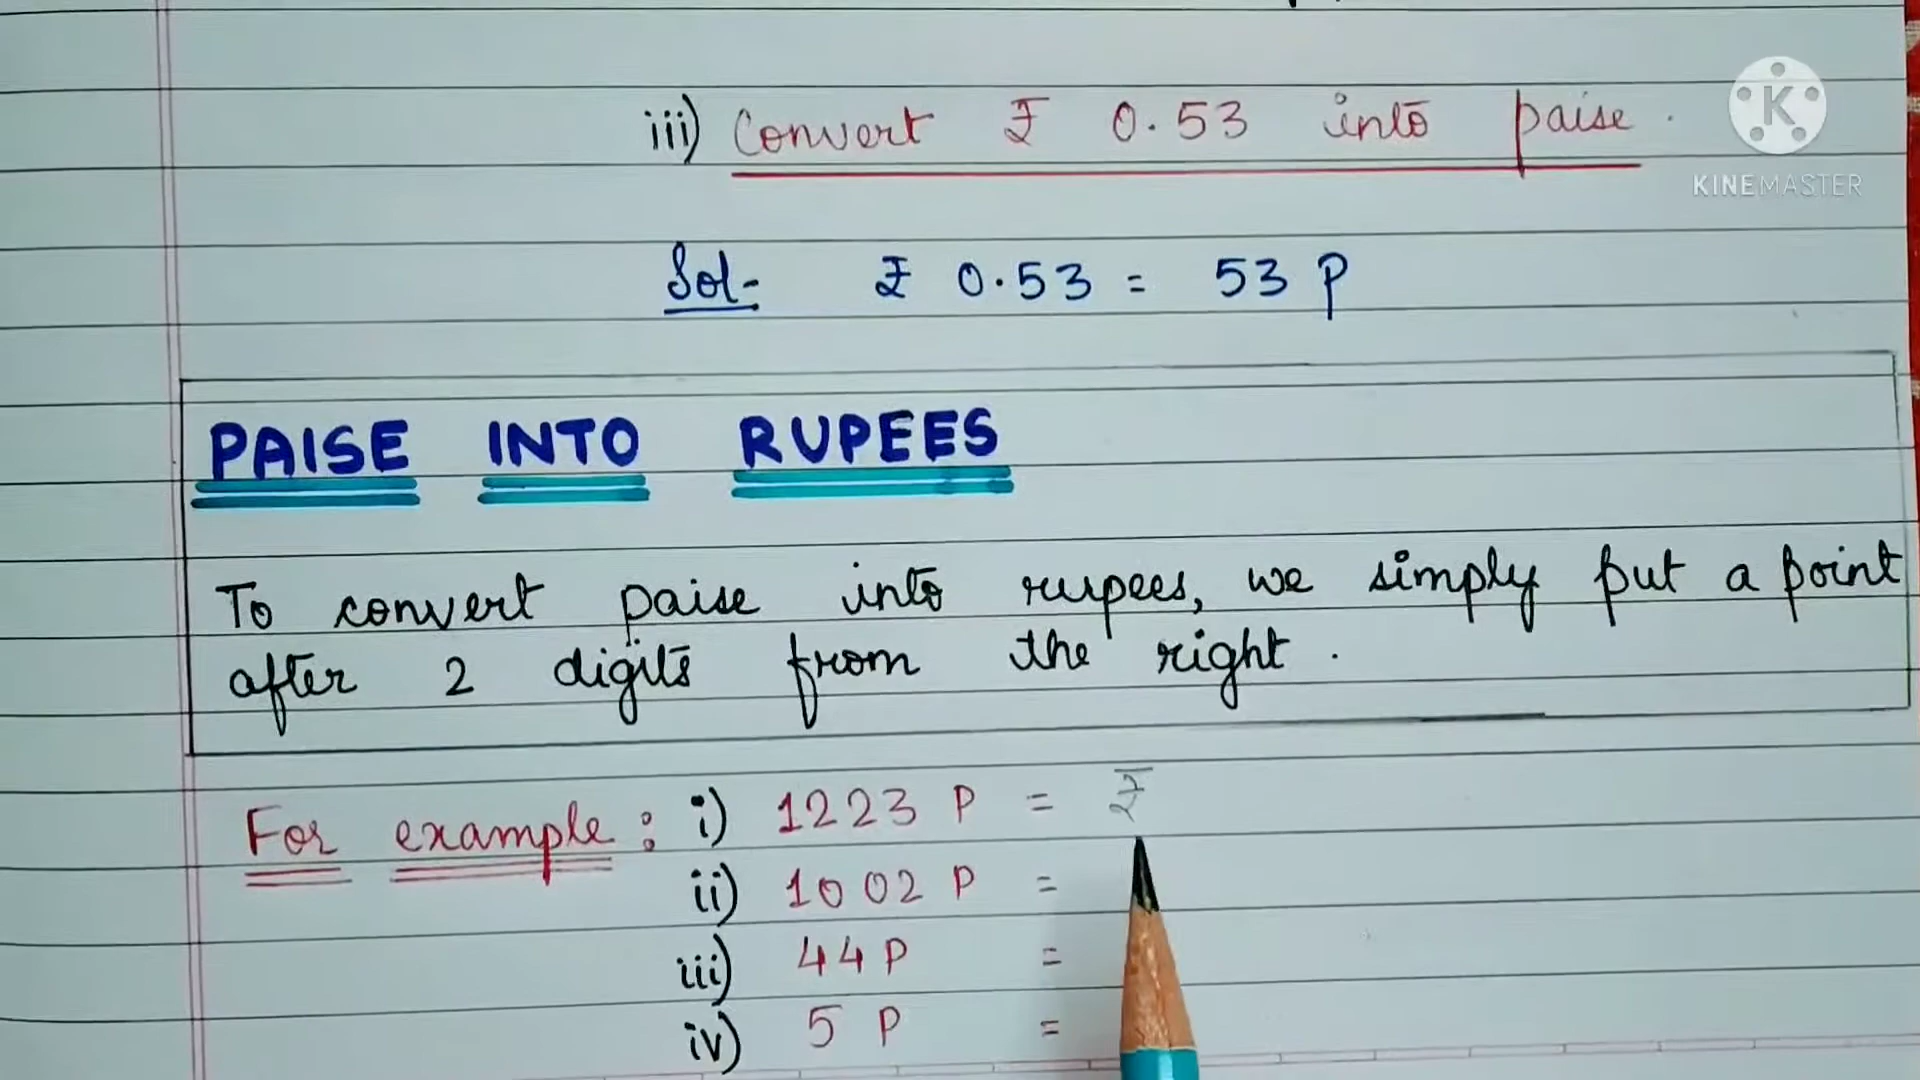 iii) Convert ₹ 0.53 into paise.
K
KINEMASTER
Sol- ₹ 0.53 = 53 P
PAISE INTO RUPEES
To convert paise into rupees, we simply put a point
after 2 digits from the right.
For example: i) 1223 P = ₹
ii) 1002 P =
iii) 44 P =
iv) 5 P =